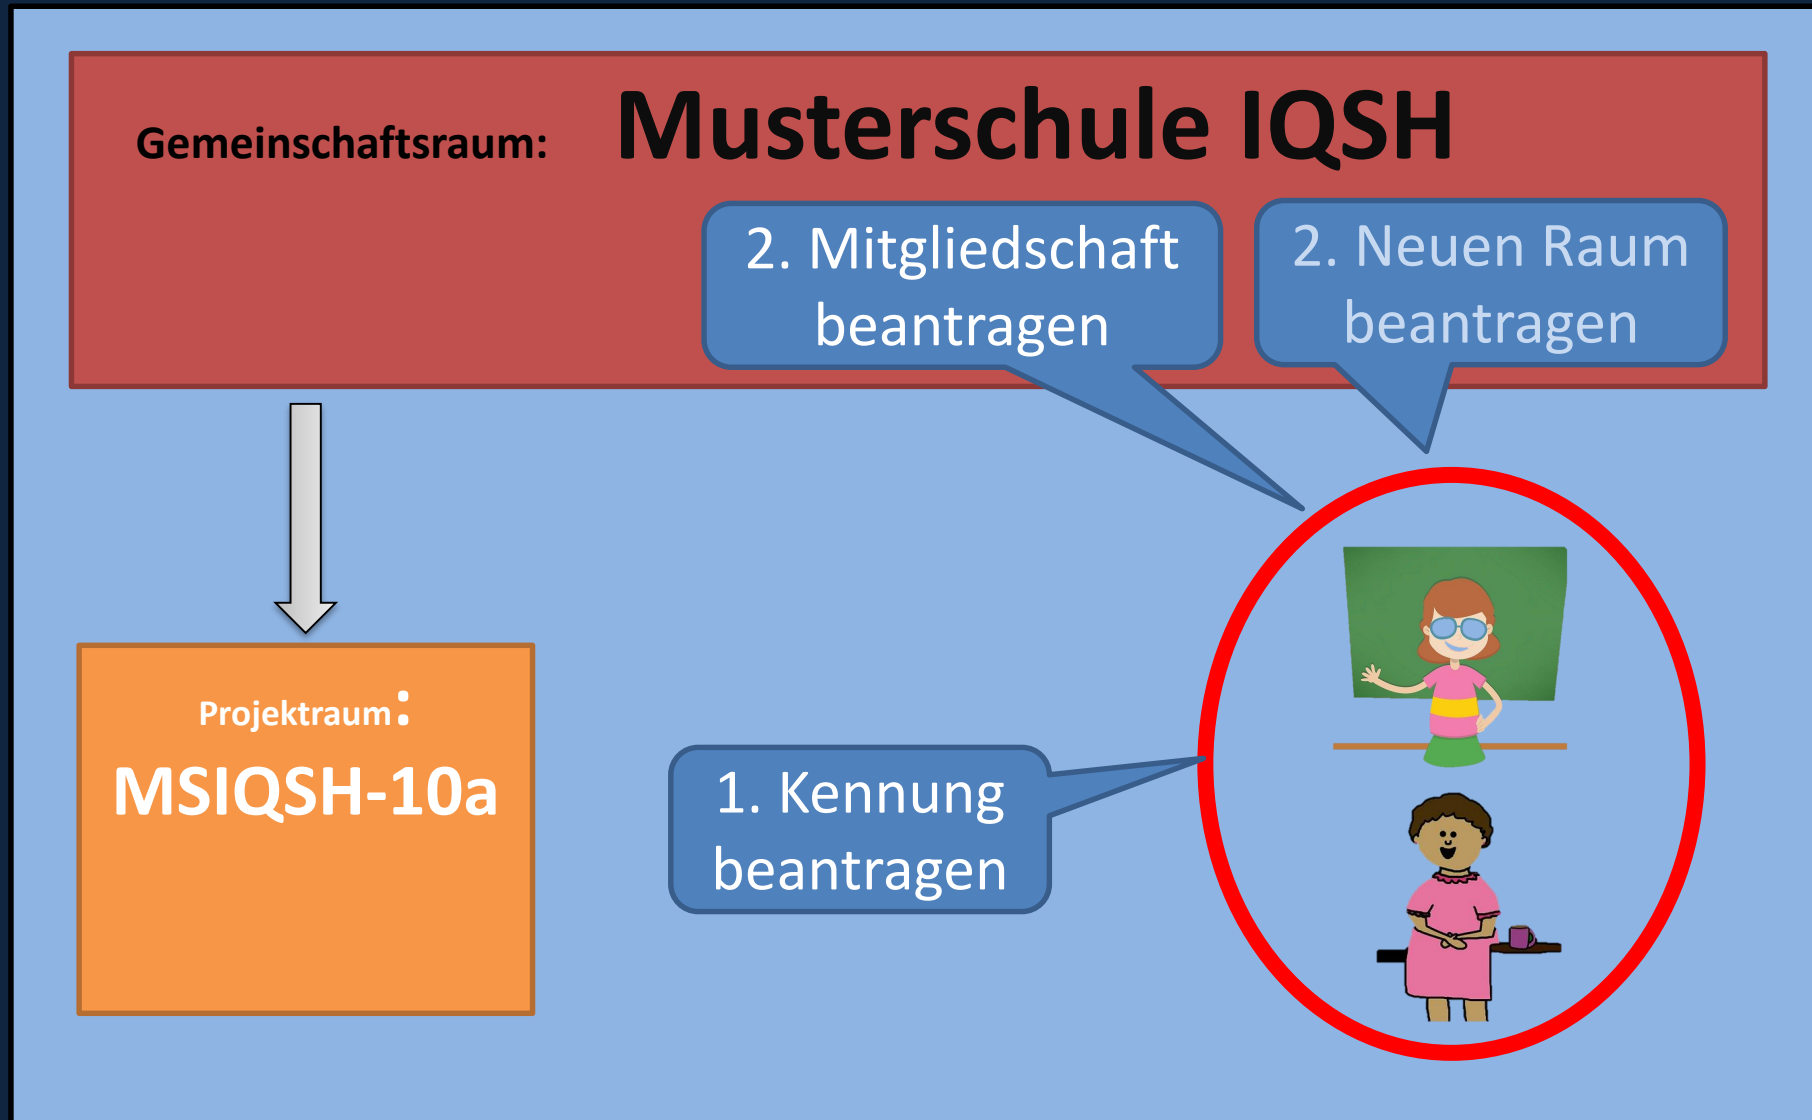 Gemeinschaftsraum: Musterschule IQSH
2. Mitgliedschaft
beantragen
2. Neuen Raum
beantragen
Projektraum:
MSIQSH-10a
1. Kennung
beantragen